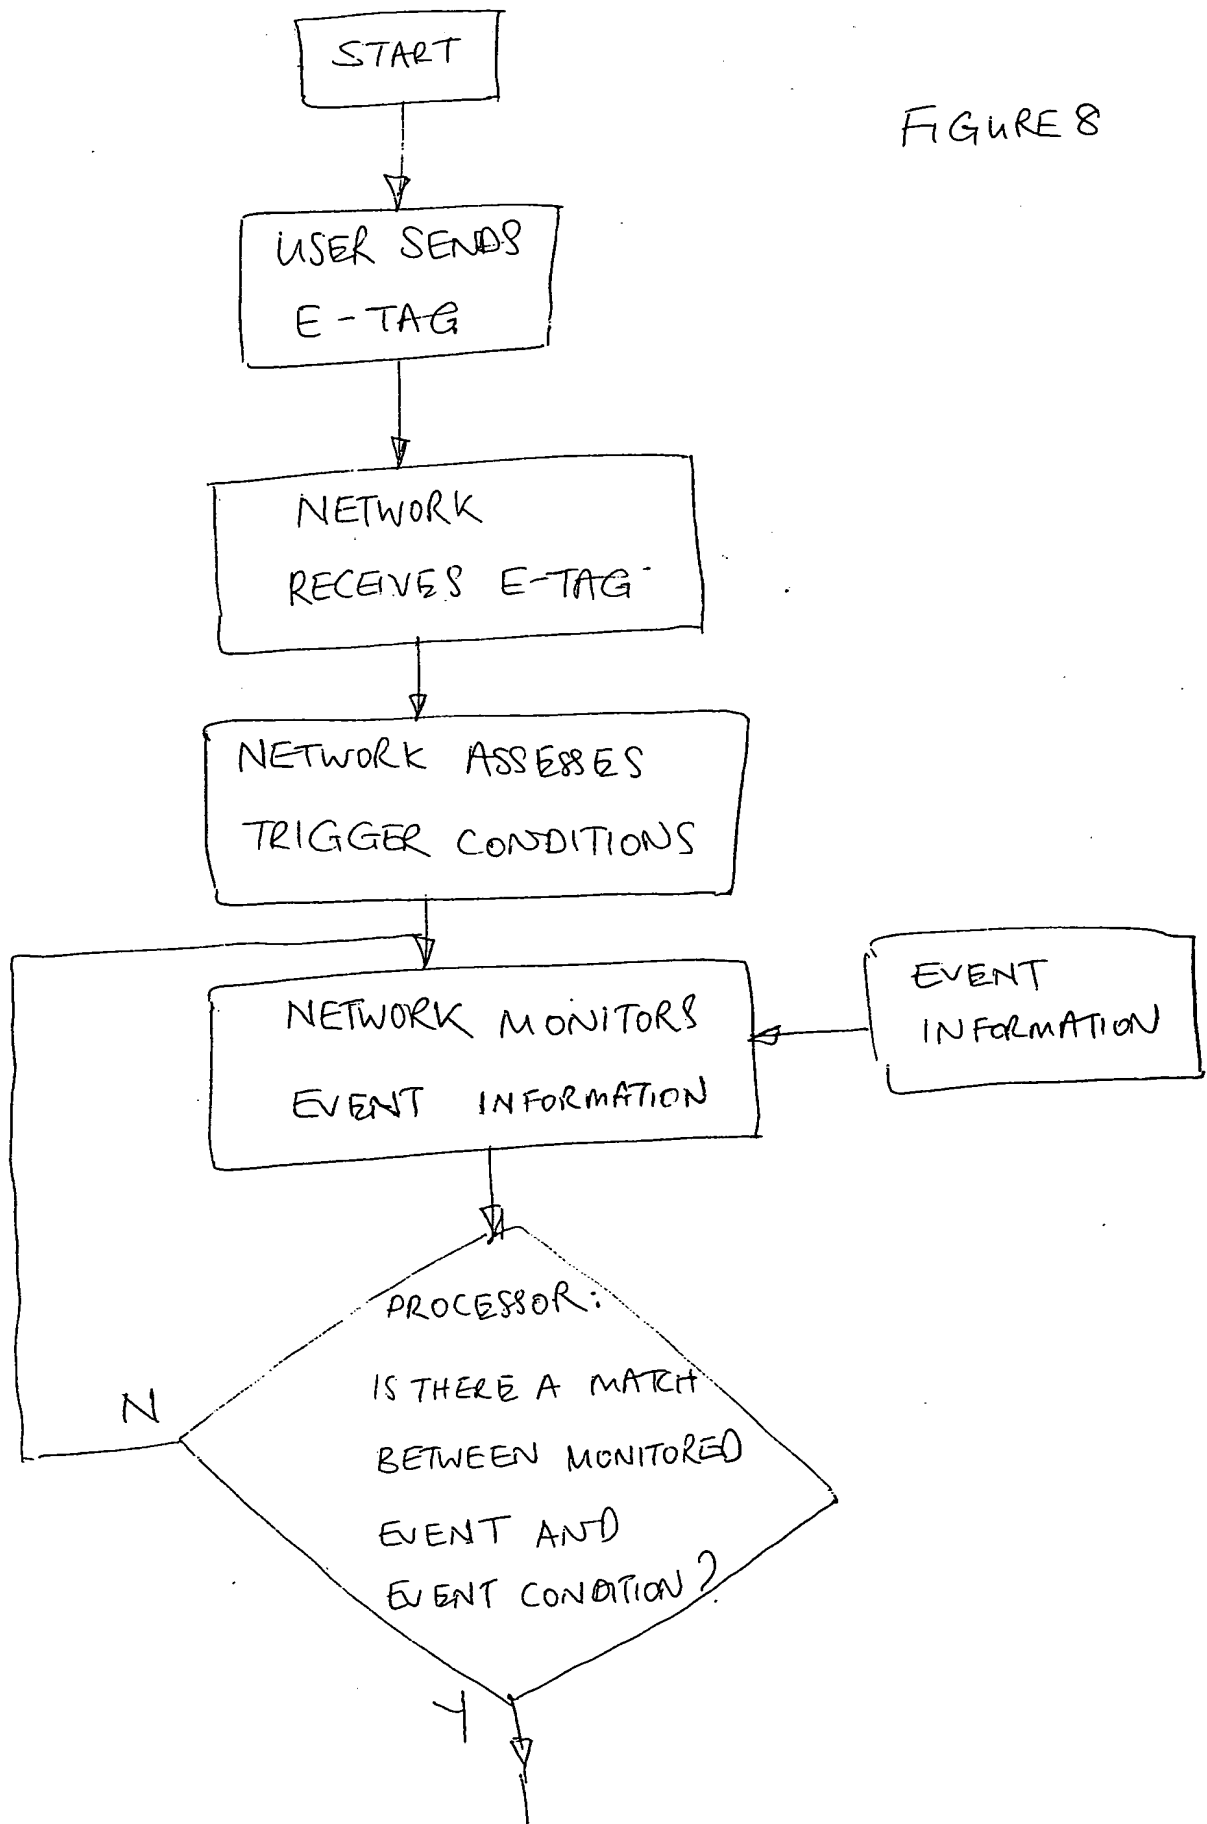 START
FIGURE 8
USER SENDS
E-TAG
NETWORK
RECEIVES E-TAG
NETWORK ASSESSES
TRIGGER CONDITIONS
NETWORK MONITORS
EVENT INFORMATION
EVENT
INFORMATION
PROCESSOR:
IS THERE A MATCH
BETWEEN MONITORED
EVENT AND
EVENT CONDITION?
N
Y